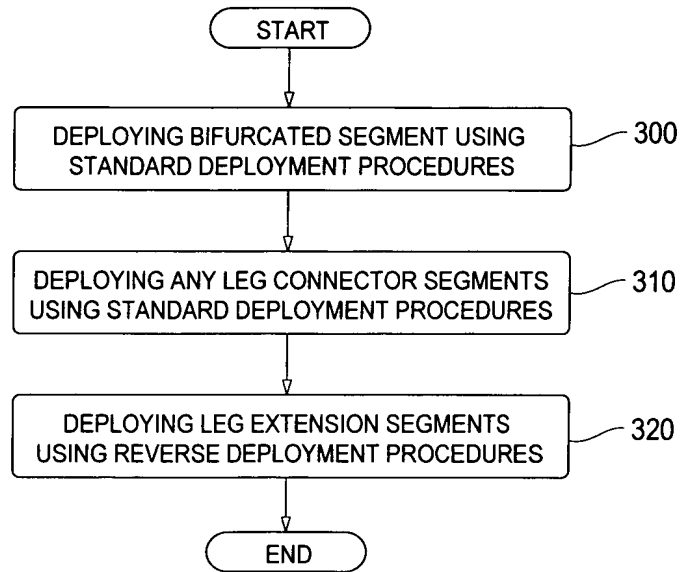 START
DEPLOYING BIFURCATED SEGMENT USING
STANDARD DEPLOYMENT PROCEDURES
300
DEPLOYING ANY LEG CONNECTOR SEGMENTS
USING STANDARD DEPLOYMENT PROCEDURES
310
DEPLOYING LEG EXTENSION SEGMENTS
USING REVERSE DEPLOYMENT PROCEDURES
320
END